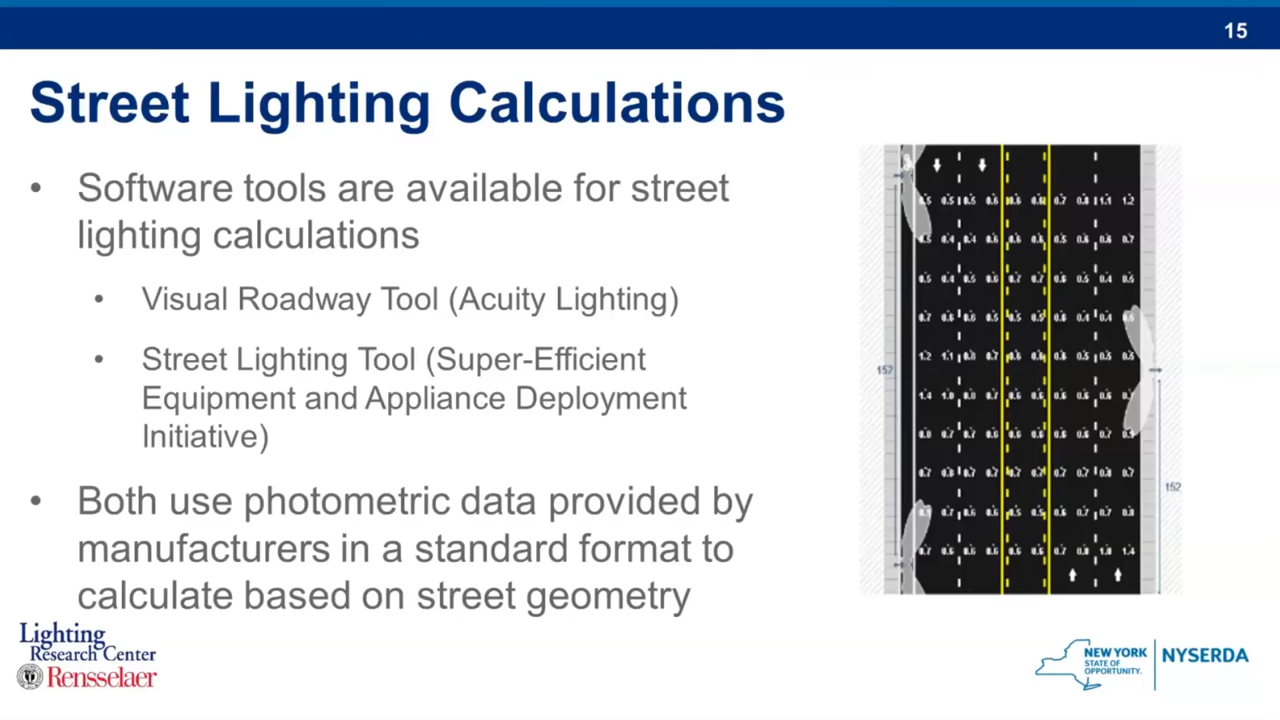 15
Street Lighting Calculations
• Software tools are available for street
lighting calculations
• Visual Roadway Tool (Acuity Lighting)
• Street Lighting Tool (Super-Efficient
Equipment and Appliance Deployment
Initiative)
• Both use photometric data provided by
manufacturers in a standard format to
calculate based on street geometry
152
152
Lighting
Research Center
Rensselaer
NEW YORK
STATE OF
OPPORTUNITY.
NYSERDA